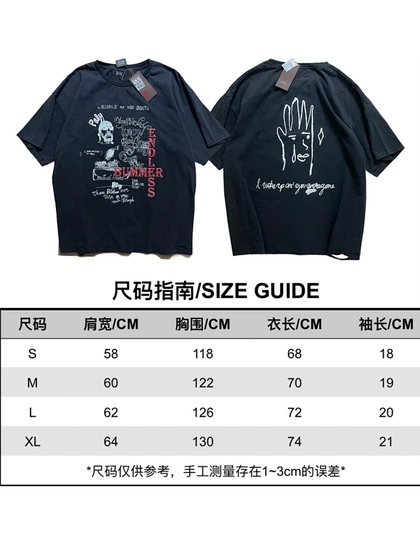 ENDLESS
SUMMER
尺码指南/SIZE GUIDE
尺码 肩宽/CM 胸围/CM 衣长/CM 袖长/CM
S 58 118 68 18
M 60 122 70 19
L 62 126 72 20
XL 64 130 74 21
*尺码仅供参考，手工测量存在1~3cm的误差*